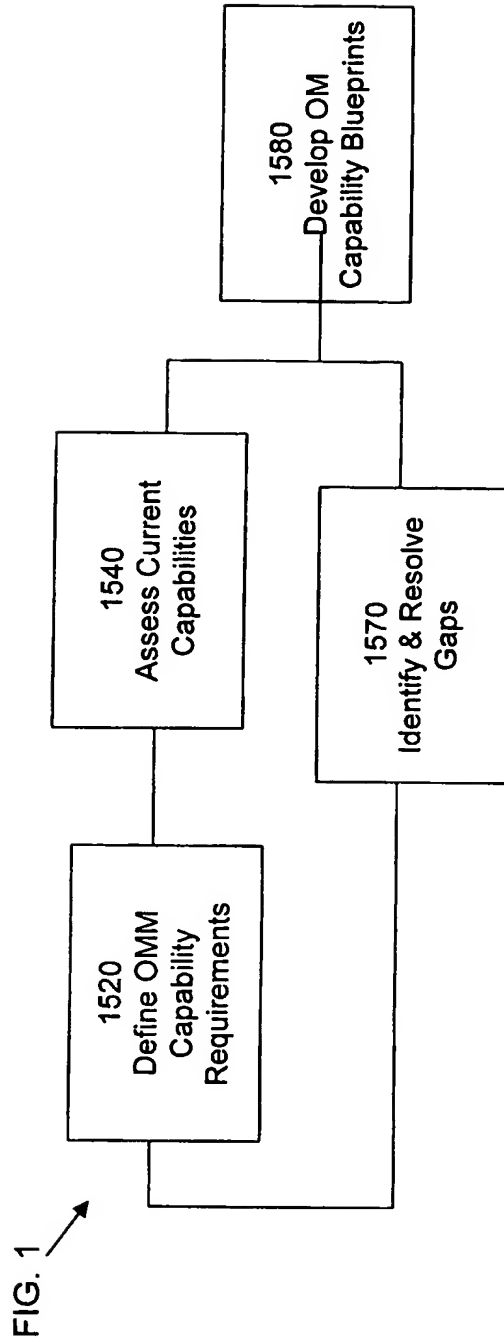 FIG. 1
1520
Define OMM
Capability
Requirements
1540
Assess Current
Capabilities
1570
Identify & Resolve
Gaps
1580
Develop OM
Capability Blueprints